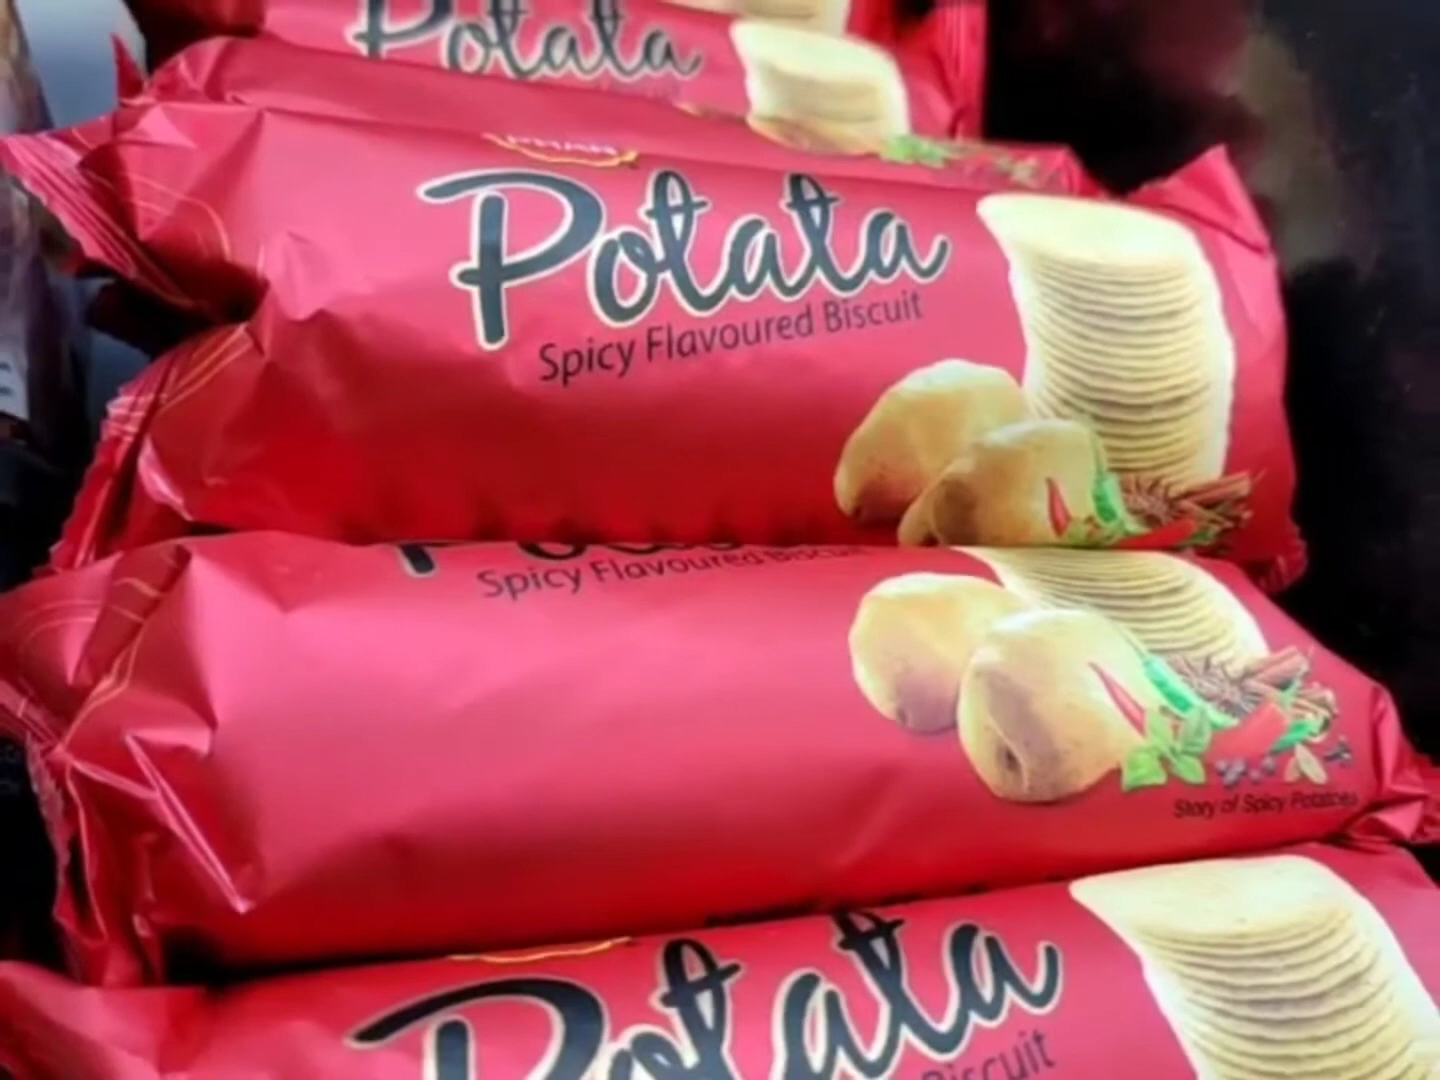 Potata
Potata
Spicy Flavoured Biscuit
Spicy Flavoured Biscuit
Story of Spicy Potatoes
Potata
Biscuit